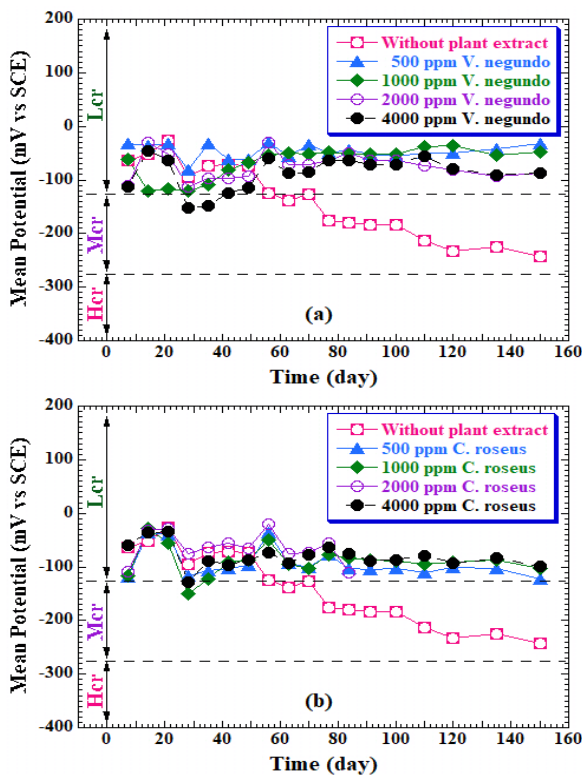 200
100
0
-100
-200
-300
-400
Mean Potential (mV vs SCE)
Lcr
Mcr
Hcr
Without plant extract
500 ppm V. negundo
1000 ppm V. negundo
2000 ppm V. negundo
4000 ppm V. negundo
(a)
0 20 40 60 80 100 120 140 160
Time (day)
200
100
0
-100
-200
-300
-400
Mean Potential (mV vs SCE)
Lcr
Mcr
Hcr
Without plant extract
500 ppm C. roseus
1000 ppm C. roseus
2000 ppm C. roseus
4000 ppm C. roseus
(b)
0 20 40 60 80 100 120 140 160
Time (day)